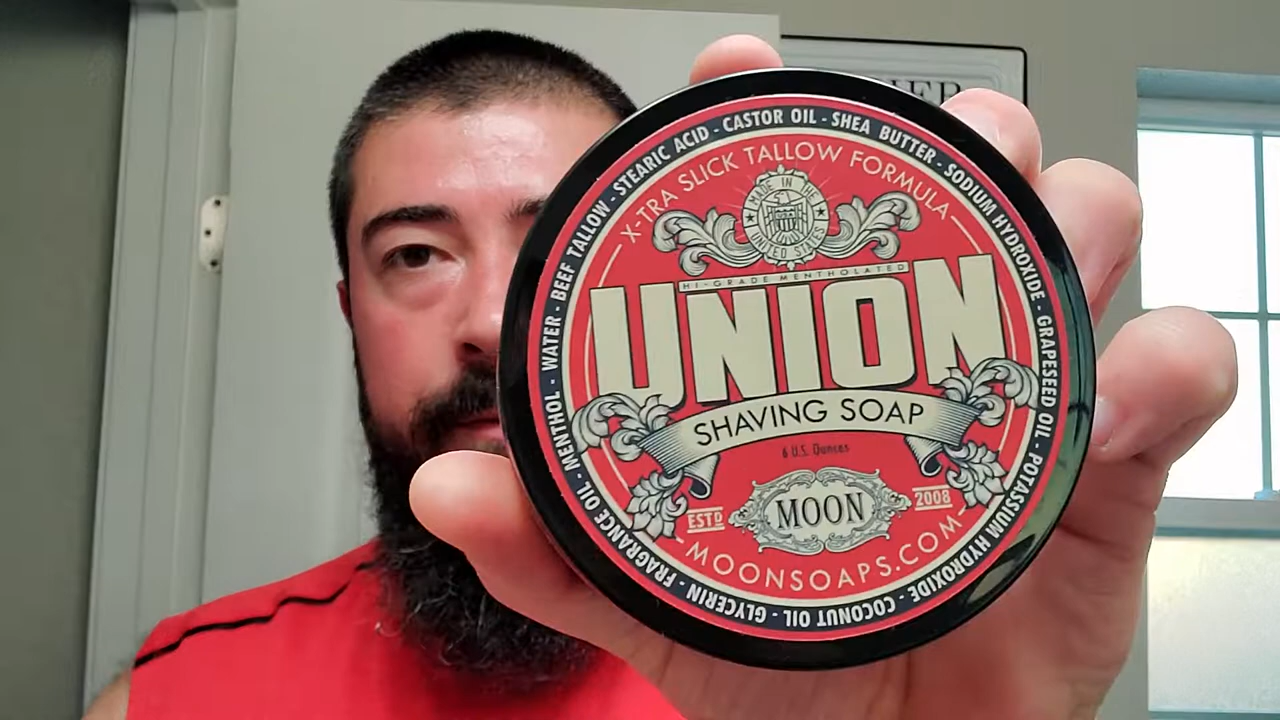 WATER - BEEF TALLOW - STEARIC ACID - CASTOR OIL - SHEA BUTTER - SODIUM HYDROXIDE - GRAPESEED OIL - POTASSIUM HYDROXIDE - COCONUT OIL - GLYCERIN - FRAGRANCE OIL - MENTHOL -
X-TRA SLICK TALLOW FORMULA
MADE IN THE
UNITED STATES
HI-GRADE MENTHOLATED
UNION
SHAVING SOAP
6 U.S. Ounces
MOON
ESTD 2008
MOONSOAPS.COM